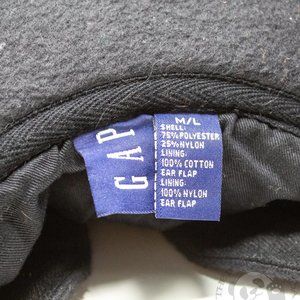 GAP
M/L
SHELL:
75% POLYESTER
25% NYLON
LINING:
100% COTTON
EAR FLAP
LINING:
100% NYLON
EAR FLAP